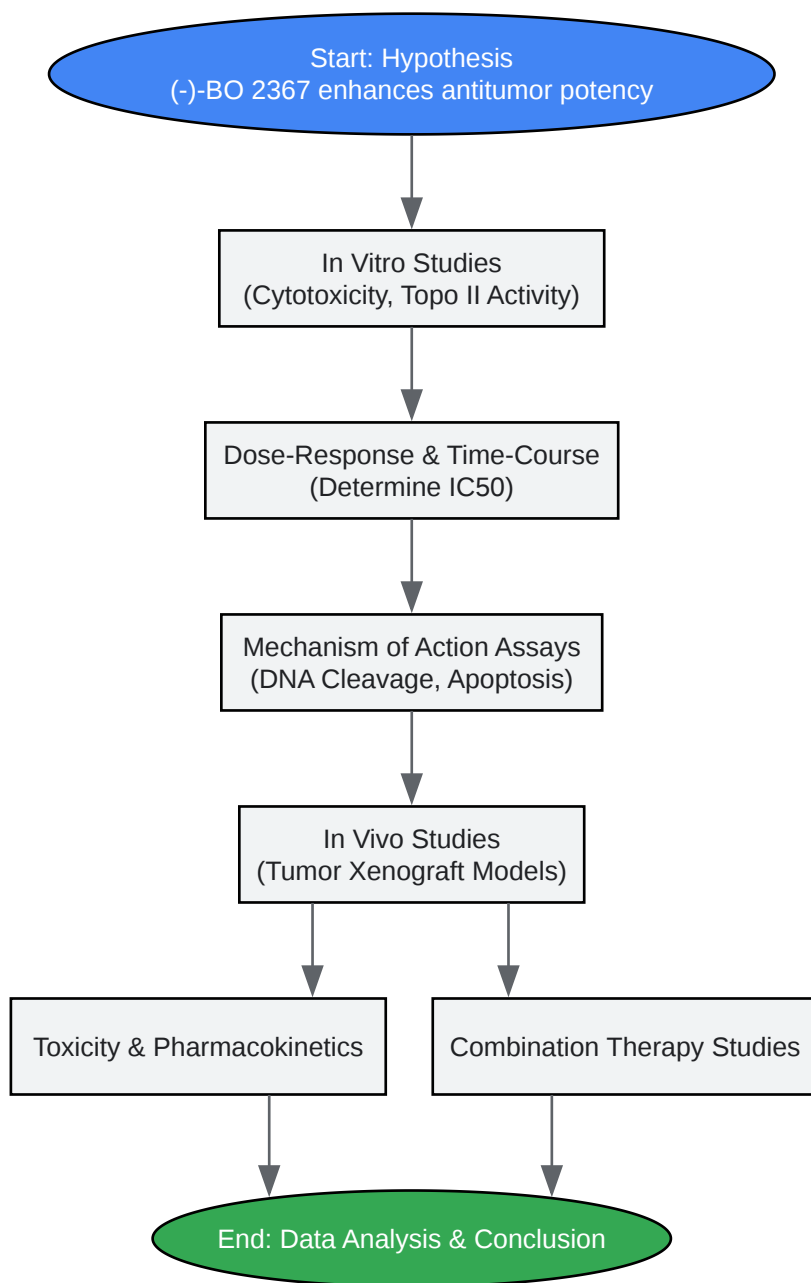 Start: Hypothesis
(-)-BO 2367 enhances antitumor potency
In Vitro Studies
(Cytotoxicity, Topo II Activity)
Dose-Response & Time-Course
(Determine IC50)
Mechanism of Action Assays
(DNA Cleavage, Apoptosis)
In Vivo Studies
(Tumor Xenograft Models)
Toxicity & Pharmacokinetics
Combination Therapy Studies
End: Data Analysis & Conclusion